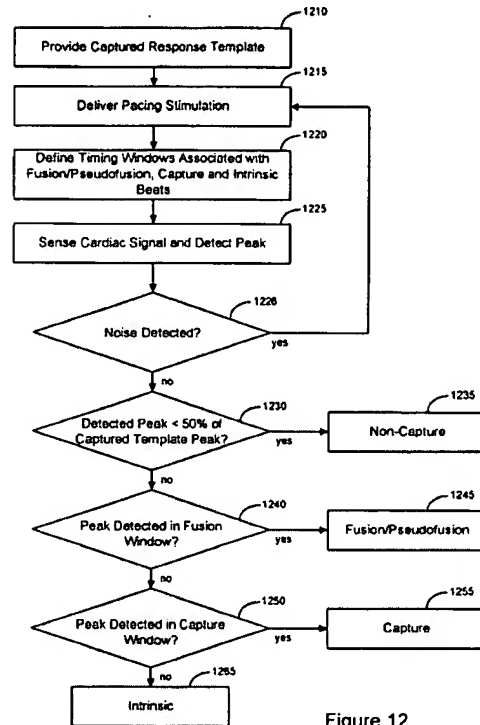 1210
Provide Captured Response Template
1215
Deliver Pacing Stimulation
1220
Define Timing Windows Associated with
Fusion/Pseudofusion, Capture and Intrinsic
Beats
1225
Sense Cardiac Signal and Detect Peak
1226
Noise Detected?
yes
no
1230
Detected Peak < 50% of
Captured Template Peak?
yes
1235
Non-Capture
no
1240
Peak Detected in Fusion
Window?
yes
1245
Fusion/Pseudofusion
no
1250
Peak Detected in Capture
Window?
yes
1255
Capture
no
1265
Intrinsic
Figure 12